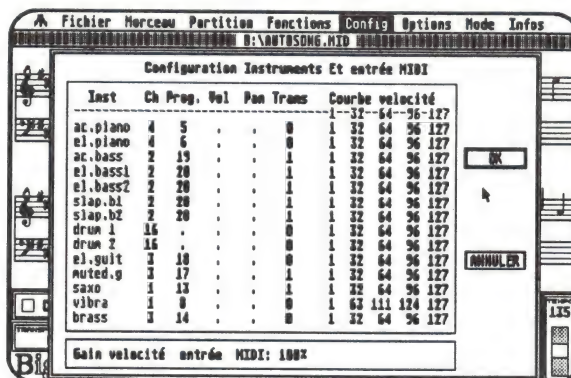 Fichier Morceau Partition Fonctions Config Options Mode Infos
B:\AUTOSONG.MID
Configuration Instruments Et entrée MIDI
Inst Ch Prog. Vol Pan Trans Courbe velocité
1--32--64--96-127
ac.piano 4 5 . . 0 1 32 64 96 127
el.piano 4 6 . . 0 1 32 64 96 127
ac.bass 2 19 . . 1 1 32 64 96 127
el.bass1 2 20 . . 1 1 32 64 96 127
el.bass2 2 20 . . 1 1 32 64 96 127
slap.b1 2 20 . . 1 1 32 64 96 127
slap.b2 2 20 . . 1 1 32 64 96 127
drum 1 16 . . . 0 1 32 64 96 127
drum 2 16 . . . 0 1 32 64 96 127
el.guit 3 18 . . 0 1 32 64 96 127
muted.g 3 17 . . 1 1 32 64 96 127
saxo 1 13 . . 1 1 32 64 96 127
vibra 1 8 . . 0 1 63 111 124 127
brass 3 14 . . 0 1 32 64 96 127
OK
ANNULER
Gain velocité entrée MIDI: 100%
135
Bi